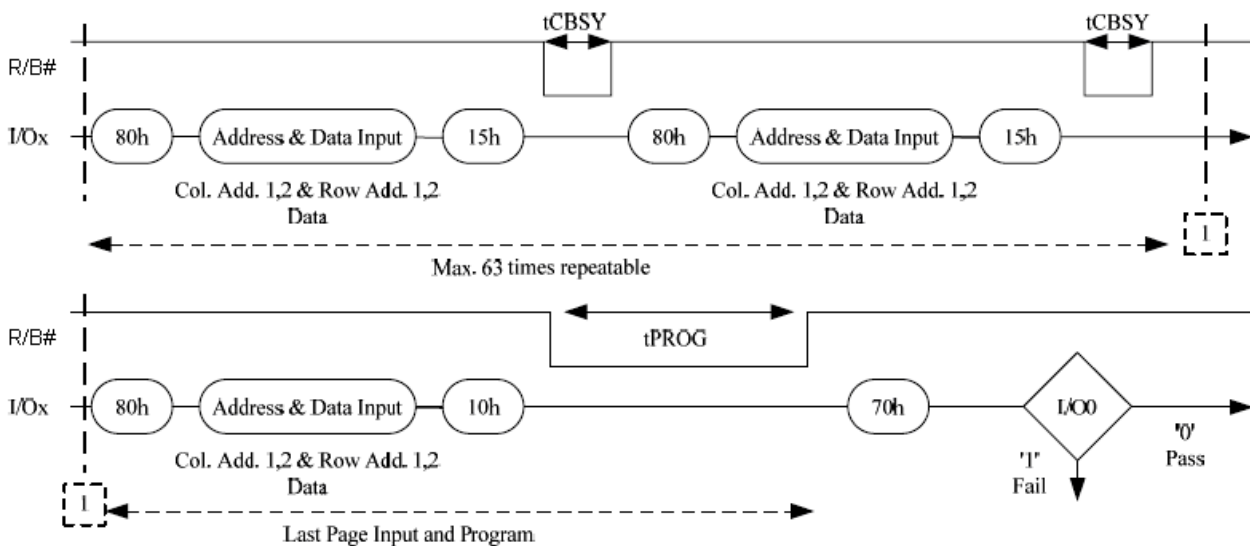 tCBSY tCBSY
R/B#
I/Ox 80h Address & Data Input 15h 80h Address & Data Input 15h
Col. Add. 1,2 & Row Add. 1,2 Col. Add. 1,2 & Row Add. 1,2
Data Data
1
Max. 63 times repeatable
R/B#
tPROG
I/Ox 80h Address & Data Input 10h 70h I/O0
'0'
Col. Add. 1,2 & Row Add. 1,2 '1' Pass
Data Fail
1
Last Page Input and Program